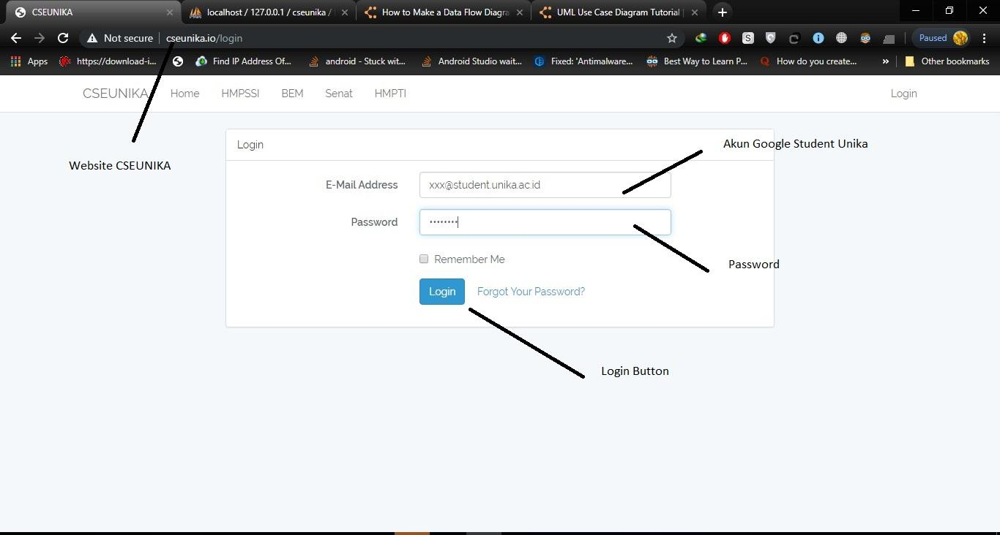 CSEUNIKA
localhost / 127.0.0.1 / cseunika /
How to Make a Data Flow Diagra
UML Use Case Diagram Tutorial
Not secure cseunika.io/login
Paused
Apps https://download-i... Find IP Address Of... android - Stuck wit... Android Studio wait... Fixed: 'Antimalware... Best Way to Learn P... How do you create... » Other bookmarks
CSEUNIKA Home HMPSSI BEM Senat HMPTI Login
Website CSEUNIKA
Login
Akun Google Student Unika
E-Mail Address xxx@student.unika.ac.id
Password ••••••••
Password
Remember Me
Login Forgot Your Password?
Login Button